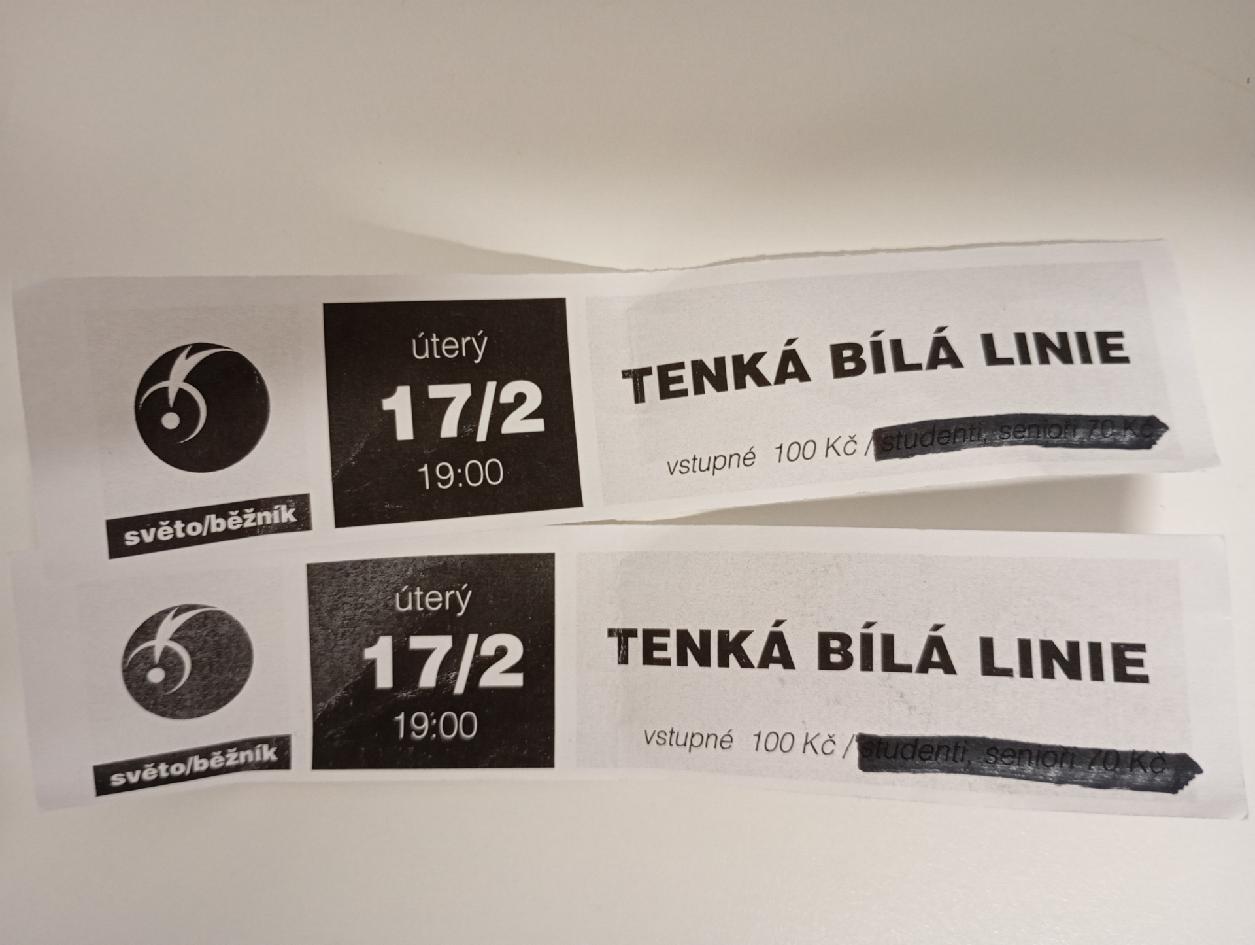 úterý
17/2
19:00
TENKÁ BÍLÁ LINIE
vstupné 100 Kč / studenti, senioři 70 Kč
světo/běžník
úterý
17/2
19:00
TENKÁ BÍLÁ LINIE
vstupné 100 Kč / studenti, senioři 70 Kč
světo/běžník